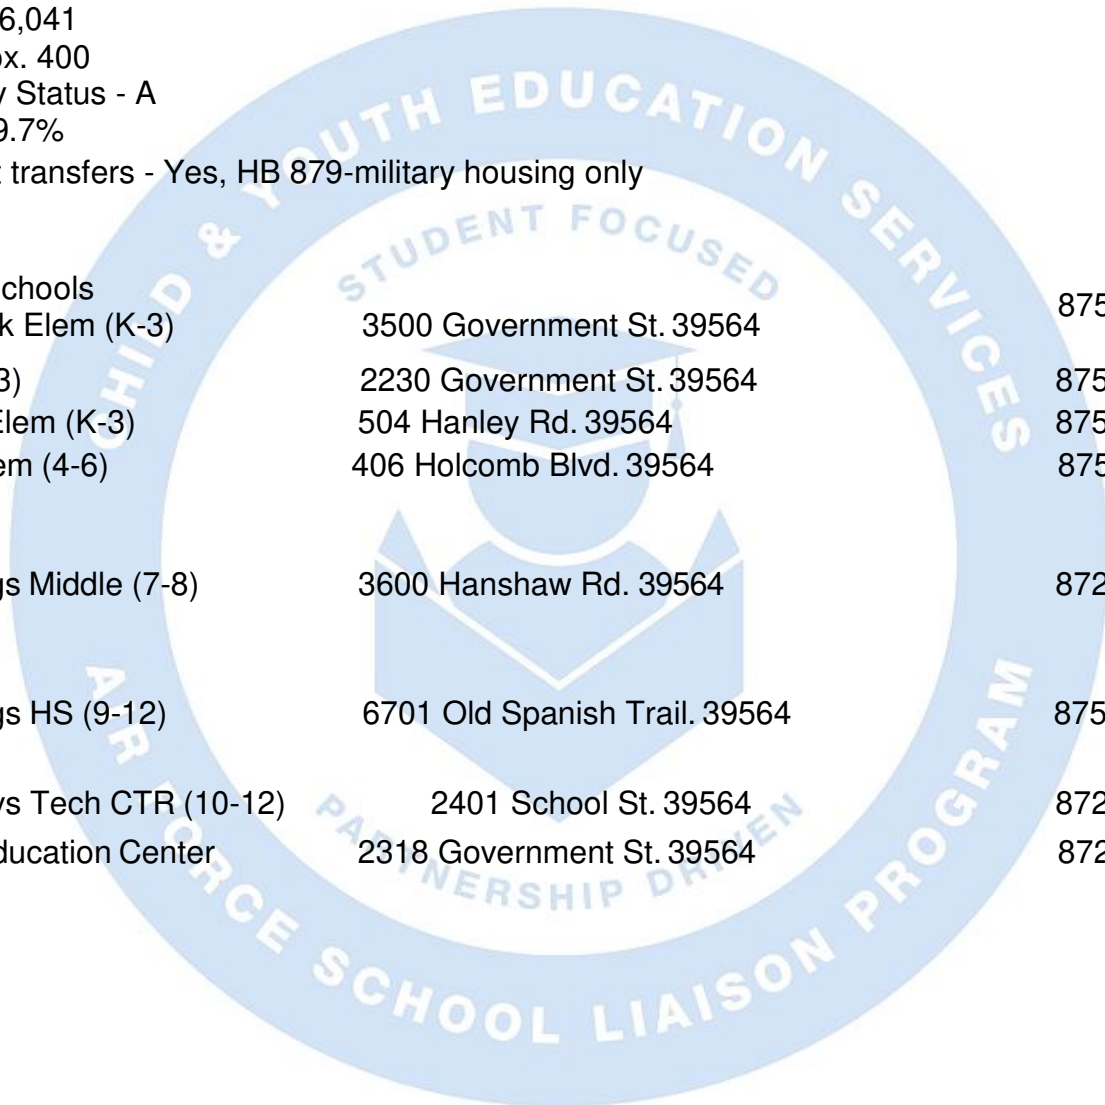 6,041
ox. 400
y Status - A
9.7%
t transfers - Yes, HB 879-military housing only
chools
k Elem (K-3) 3500 Government St. 39564 875
3) 2230 Government St. 39564 875
Elem (K-3) 504 Hanley Rd. 39564 875
em (4-6) 406 Holcomb Blvd. 39564 875
gs Middle (7-8) 3600 Hanshaw Rd. 39564 872
gs HS (9-12) 6701 Old Spanish Trail. 39564 875
ys Tech CTR (10-12) 2401 School St. 39564 872
ducation Center 2318 Government St. 39564 872
CHILD & YOUTH EDUCATION SERVICES
STUDENT FOCUSED
PARTNERSHIP DRIVEN
AIR FORCE SCHOOL LIAISON PROGRAM